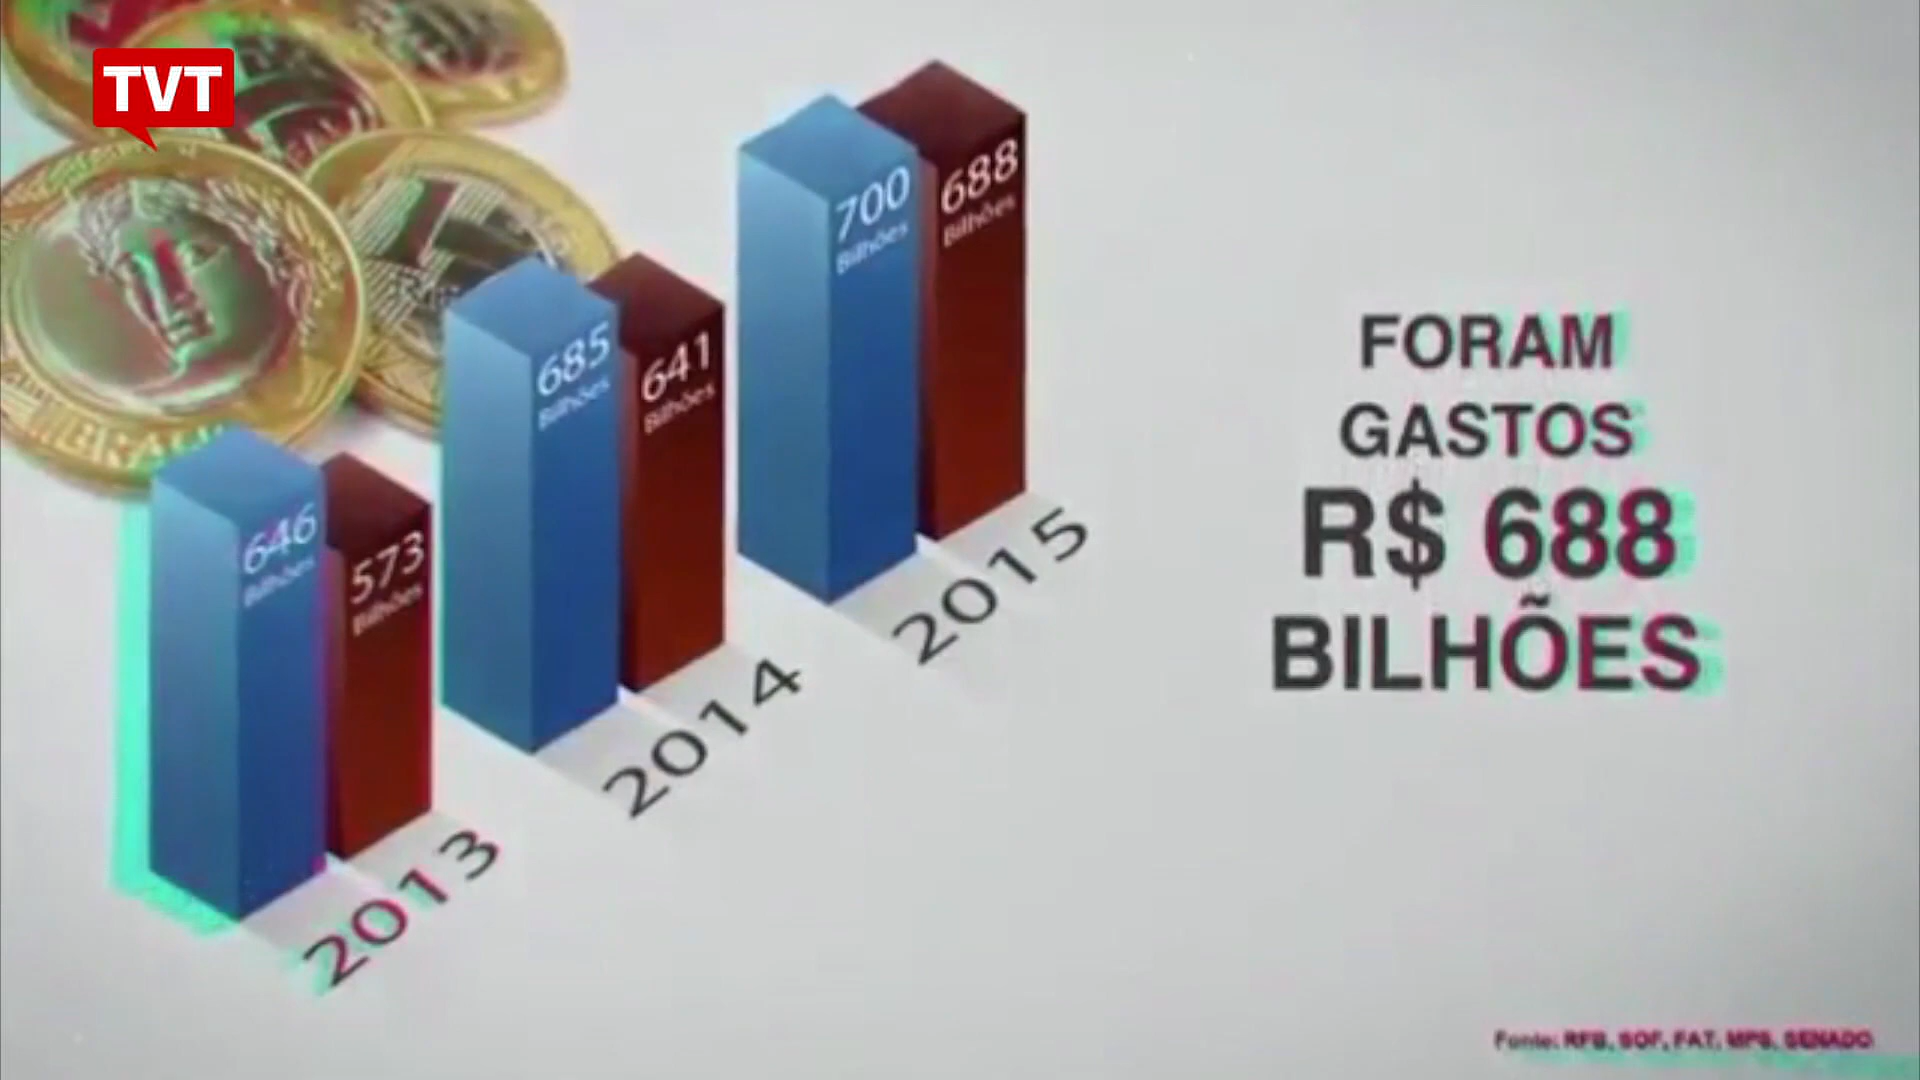 TVT
700
Bilhões
688
Bilhões
685
Bilhões
641
Bilhões
646
Bilhões
573
Bilhões
2015
2014
2013
FORAM
GASTOS
R$ 688
BILHÕES
Fonte: RFB, SOF, FAT, MPS, SENADO